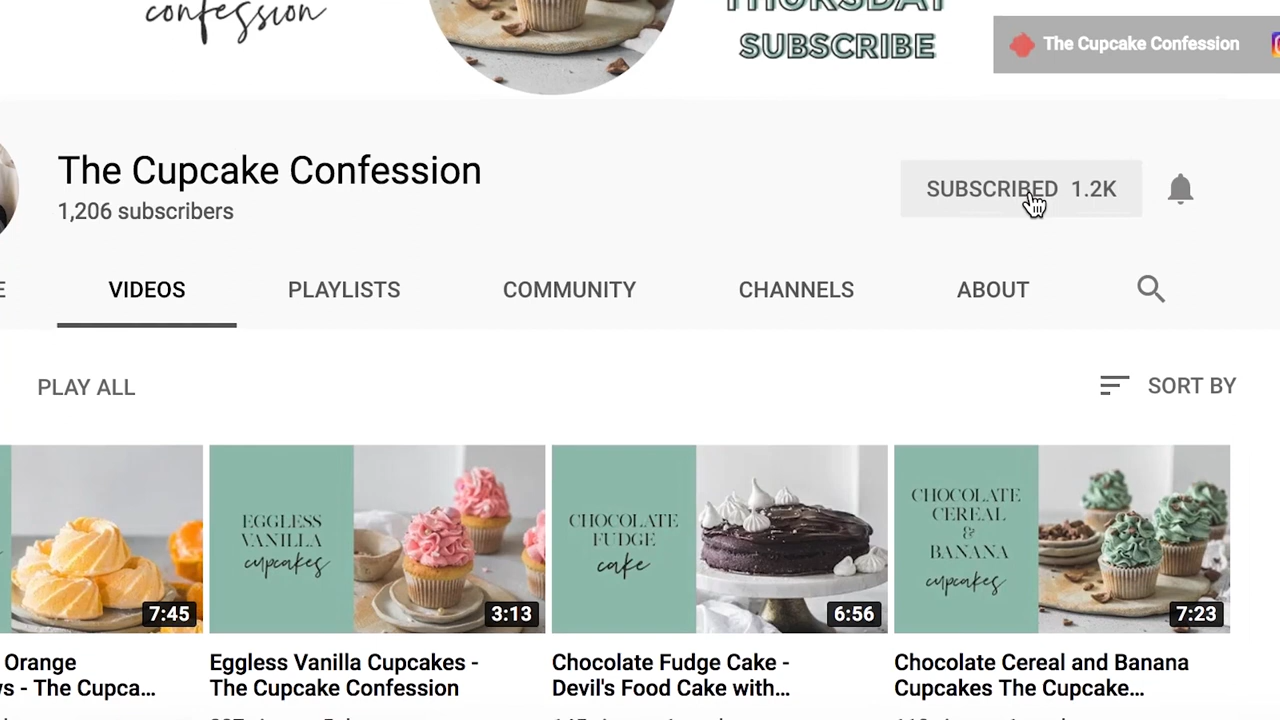 confession
THURSDAY
SUBSCRIBE
The Cupcake Confession
The Cupcake Confession
1,206 subscribers
SUBSCRIBED 1.2K
VIDEOS
PLAYLISTS
COMMUNITY
CHANNELS
ABOUT
PLAY ALL
SORT BY
EGGLESS
VANILLA
cupcakes
CHOCOLATE
FUDGE
cake
CHOCOLATE
CEREAL
&
BANANA
cupcakes
7:45
3:13
6:56
7:23
Orange
s - The Cupca...
Eggless Vanilla Cupcakes -
The Cupcake Confession
Chocolate Fudge Cake -
Devil's Food Cake with...
Chocolate Cereal and Banana
Cupcakes The Cupcake...